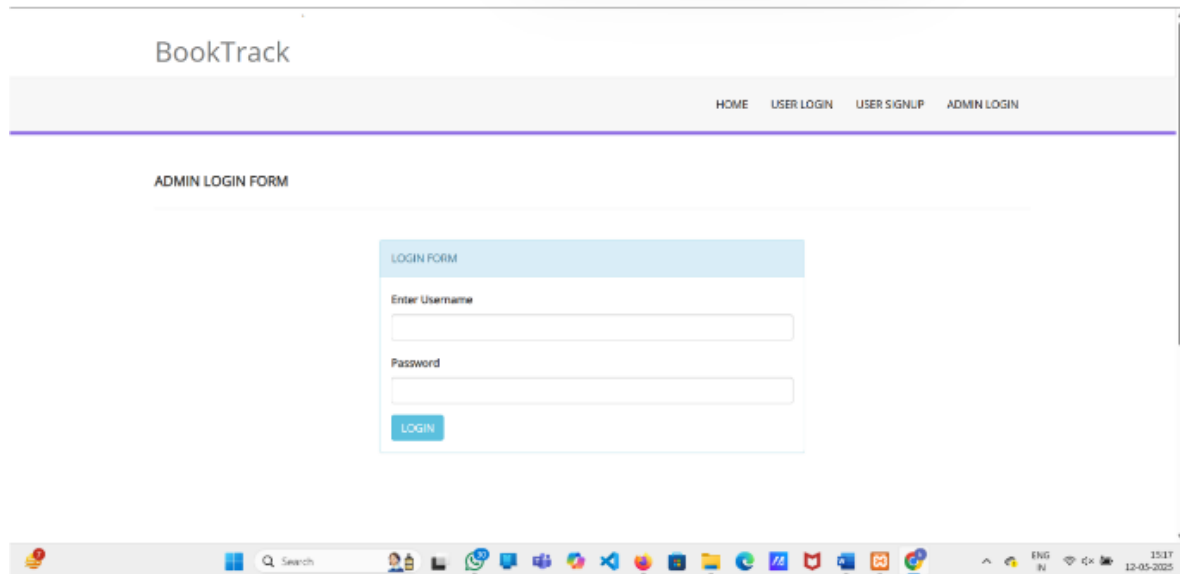 BookTrack
HOME USER LOGIN USER SIGNUP ADMIN LOGIN
ADMIN LOGIN FORM
LOGIN FORM
Enter Username
Password
LOGIN
Search
ENG
IN
15:17
12-05-2025